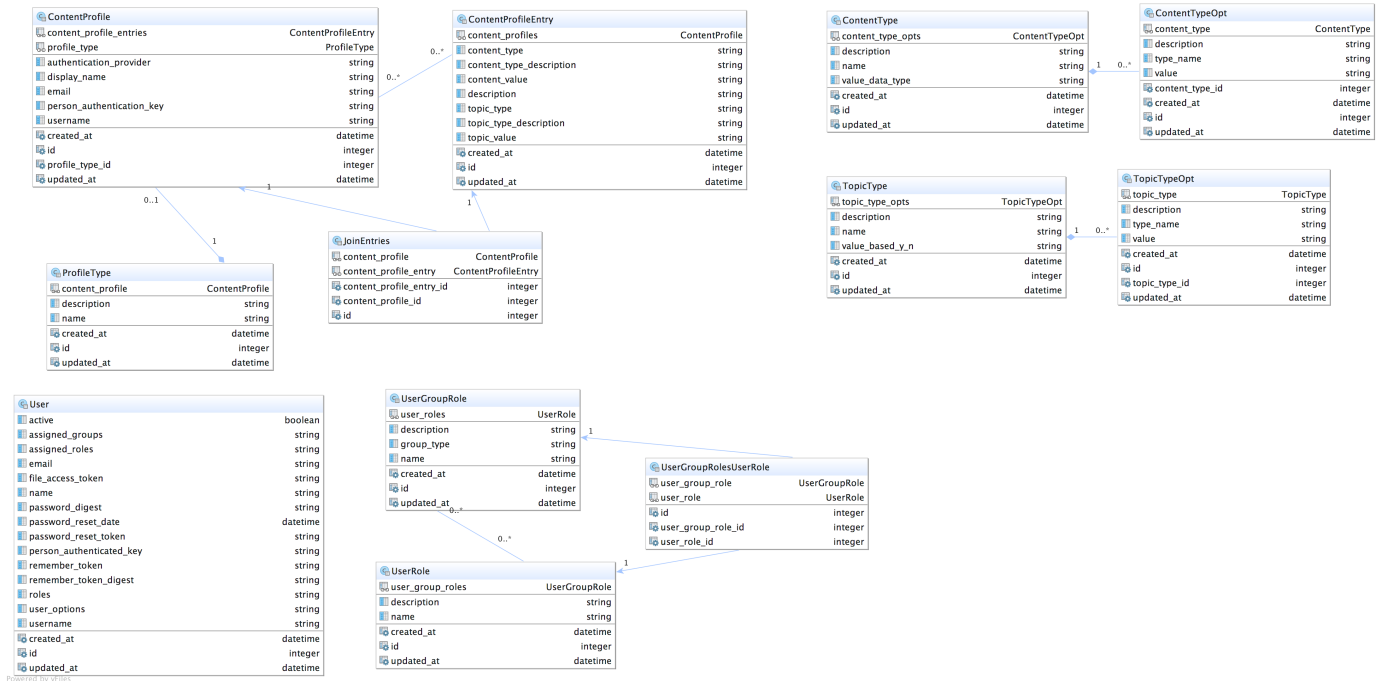 ContentProfile
content_profile_entries ContentProfileEntry
profile_type ProfileType
authentication_provider string
display_name string
email string
person_authentication_key string
username string
created_at datetime
id integer
profile_type_id integer
updated_at datetime
ContentProfileEntry
content_profiles ContentProfile
content_type string
content_type_description string
content_value string
description string
topic_type string
topic_type_description string
topic_value string
created_at datetime
id integer
updated_at datetime
0..*
0..*
ContentType
content_type_opts ContentTypeOpt
description string
name string
value_data_type string
created_at datetime
id integer
updated_at datetime
1 0..*
ContentTypeOpt
content_type ContentType
description string
type_name string
value string
content_type_id integer
created_at datetime
id integer
updated_at datetime
0..1
1
1
1
JoinEntries
content_profile ContentProfile
content_profile_entry ContentProfileEntry
content_profile_entry_id integer
content_profile_id integer
id integer
ProfileType
content_profile ContentProfile
description string
name string
created_at datetime
id integer
updated_at datetime
TopicType
topic_type_opts TopicTypeOpt
description string
name string
value_based_y_n string
created_at datetime
id integer
updated_at datetime
1 0..*
TopicTypeOpt
topic_type TopicType
description string
type_name string
value string
created_at datetime
id integer
topic_type_id integer
updated_at datetime
User
active boolean
assigned_groups string
assigned_roles string
email string
file_access_token string
name string
password_digest string
password_reset_date datetime
password_reset_token string
person_authenticated_key string
remember_token string
remember_token_digest string
roles string
user_options string
username string
created_at datetime
id integer
updated_at datetime
UserGroupRole
user_roles UserRole
description string
group_type string
name string
created_at datetime
id integer
updated_at datetime
1
0..*
0..*
UserGroupRolesUserRole
user_group_role UserGroupRole
user_role UserRole
id integer
user_group_role_id integer
user_role_id integer
1
UserRole
user_group_roles UserGroupRole
description string
name string
created_at datetime
id integer
updated_at datetime
Powered by yFiles